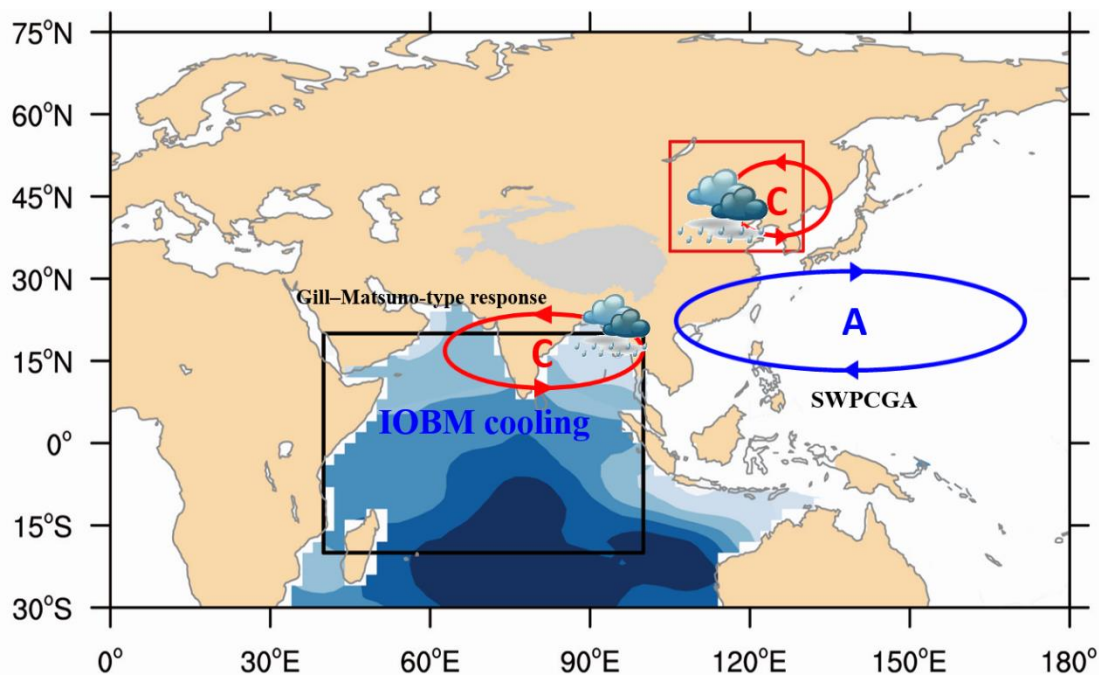 75°N
60°N
45°N
C
30°N
Gill–Matsuno-type response
A
15°N
C
SWPCGA
IOBM cooling
0°
15°S
30°S
0° 30°E 60°E 90°E 120°E 150°E 180°